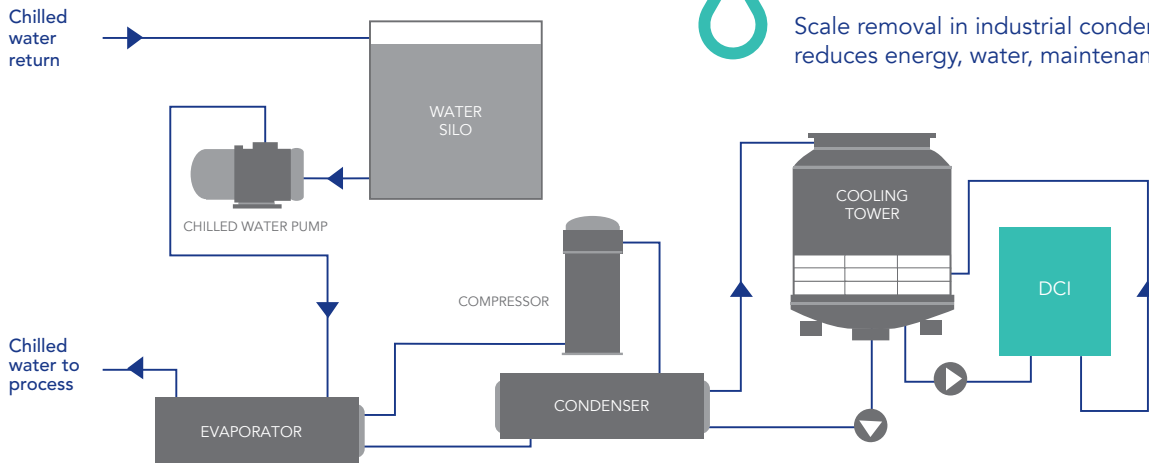 Chilled
water
return
Scale removal in industrial conden
reduces energy, water, maintenan
WATER
SILO
CHILLED WATER PUMP
COOLING
TOWER
DCI
COMPRESSOR
Chilled
water to
process
CONDENSER
EVAPORATOR